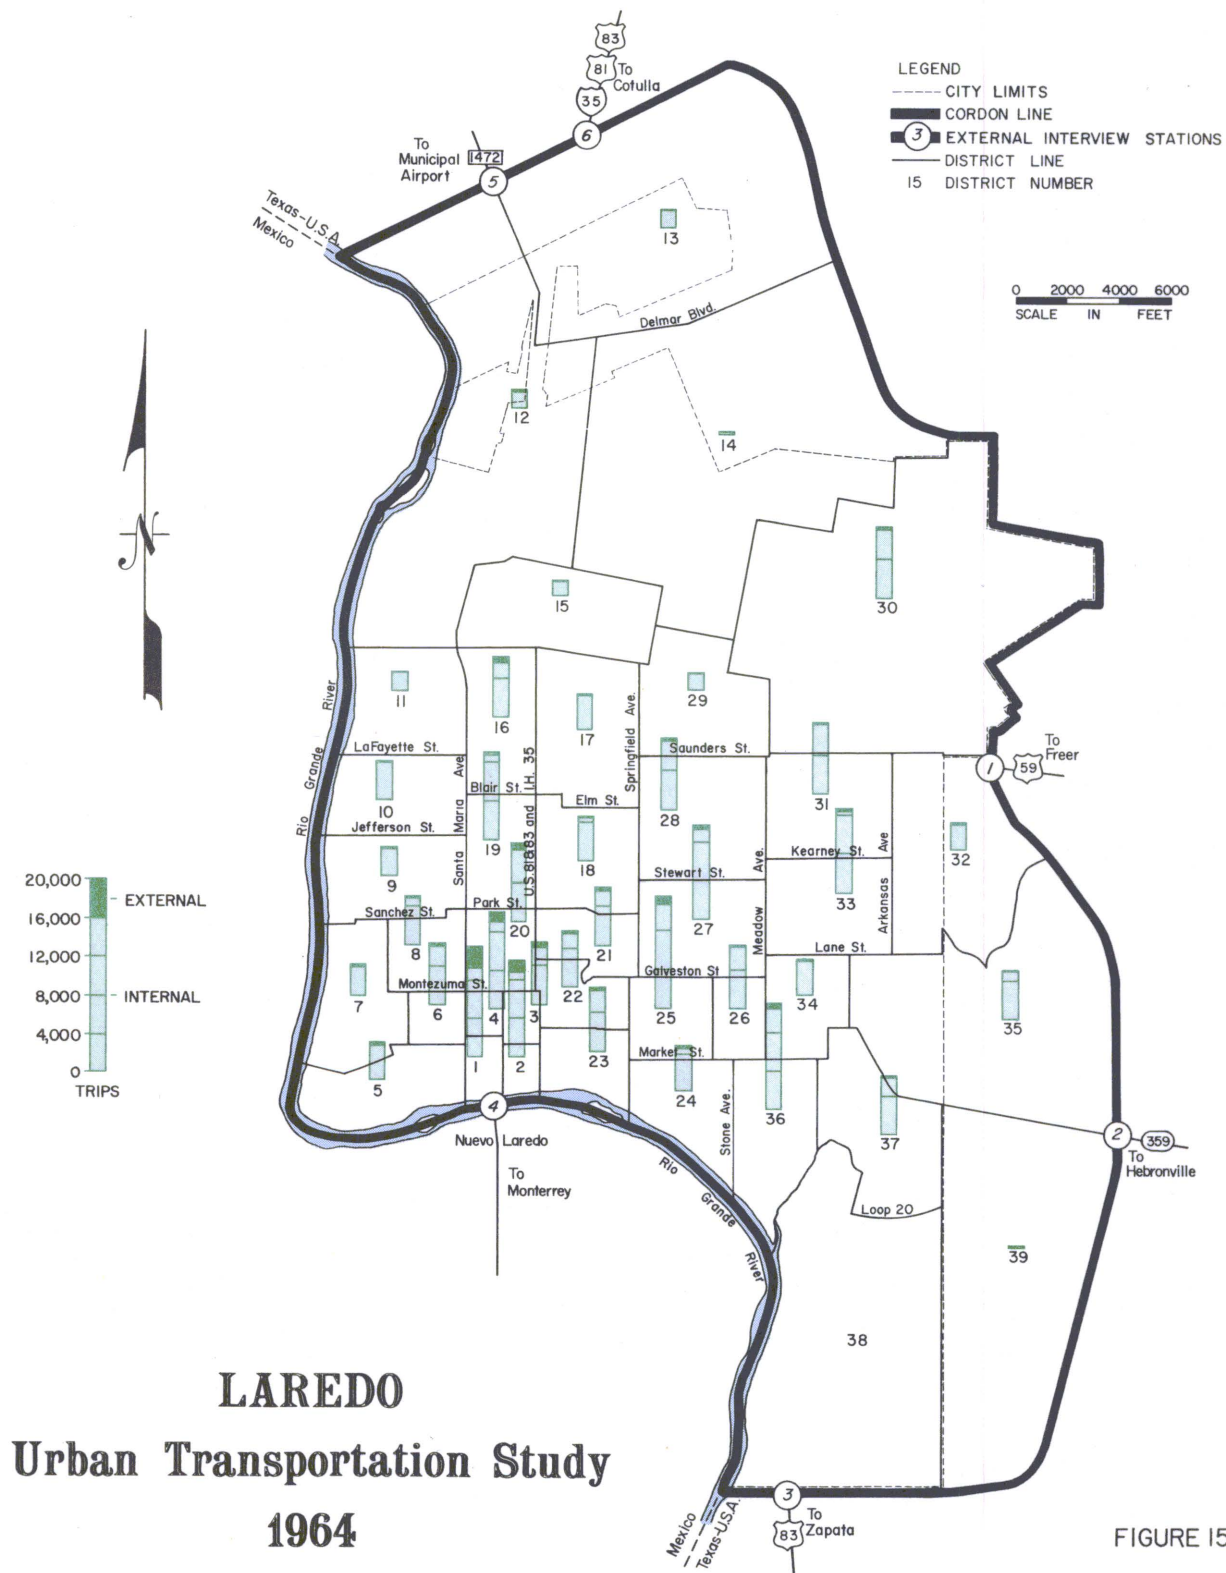 83
81
To
Cotulla
35
6
To
Municipal
Airport
1472
5
LEGEND
CITY LIMITS
CORDON LINE
3 EXTERNAL INTERVIEW STATIONS
DISTRICT LINE
15 DISTRICT NUMBER
0 2000 4000 6000
SCALE IN FEET
Texas-U.S.A.
Mexico
13
Delmar Blvd.
12
14
N
30
15
11
16
17
29
Rio Grande River
LaFayette St.
Santa Maria Ave.
U.S. 81&83 and I.H. 35
Springfield Ave.
Saunders St.
To
Freer
1
59
10
Blair St.
Elm St.
28
31
Jefferson St.
19
18
Kearney St.
32
9
Stewart St.
Meadow Ave.
Arkansas Ave
33
Sanchez St.
Park St.
20
27
8
21
Lane St.
7
Montezuma St.
6
4
3
22
Galveston St
25
26
34
35
5
1
2
23
Market St.
24
Stone Ave.
36
37
20,000
16,000
12,000
8,000
4,000
0
TRIPS
EXTERNAL
INTERNAL
4
Nuevo Laredo
To
Monterrey
Rio Grande River
2
359
To
Hebronville
Loop 20
39
38
LAREDO
Urban Transportation Study
1964
3
To
Zapata
83
Mexico
Texas-U.S.A.
FIGURE 15